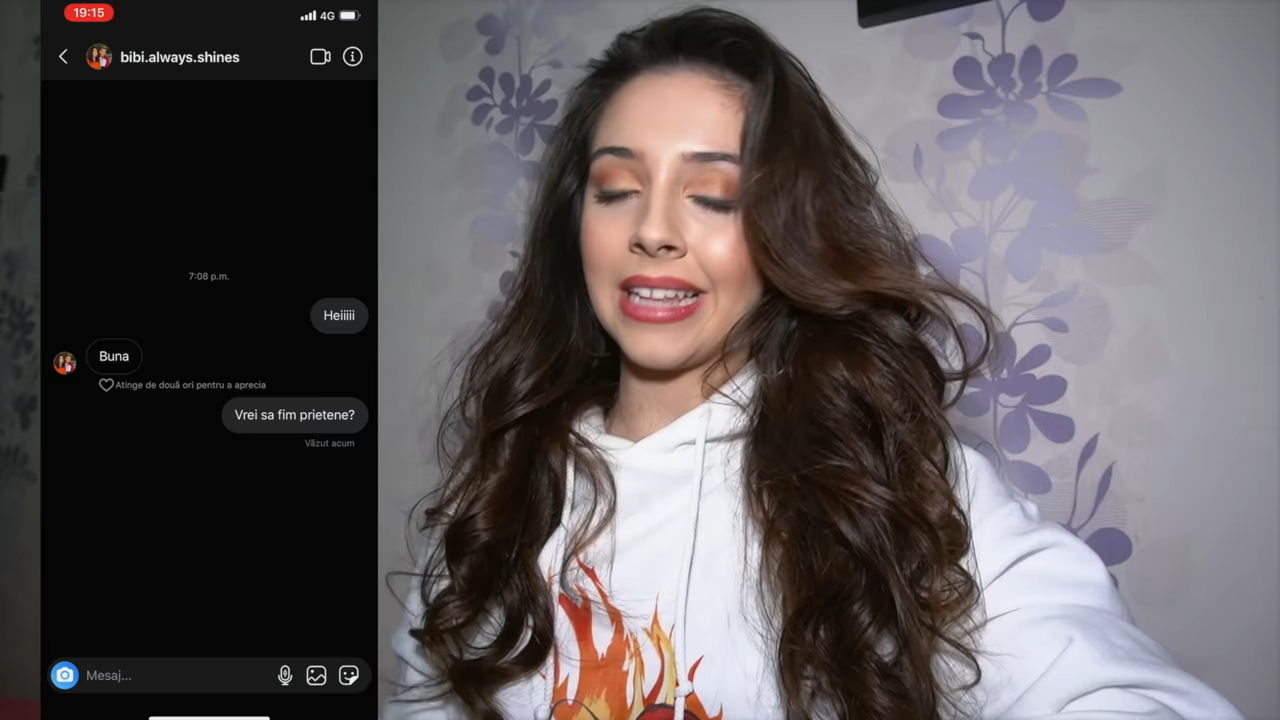 19:15
4G
bibi.always.shines
7:08 p.m.
Heiiiii
Buna
Atinge de două ori pentru a aprecia
Vrei sa fim prietene?
Văzut acum
Mesaj...